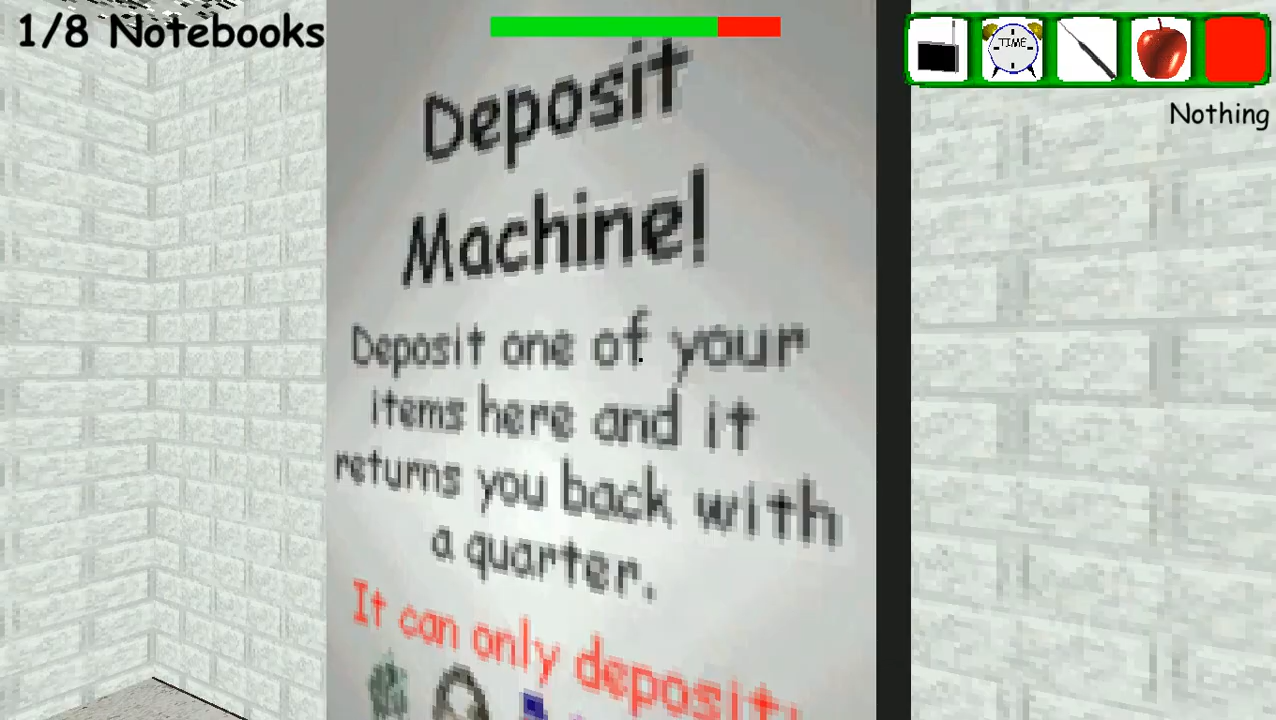 1/8 Notebooks
TIME
Nothing
Deposit
Machine!
Deposit one of your
items here and it
returns you back with
a quarter.
It can only deposit: